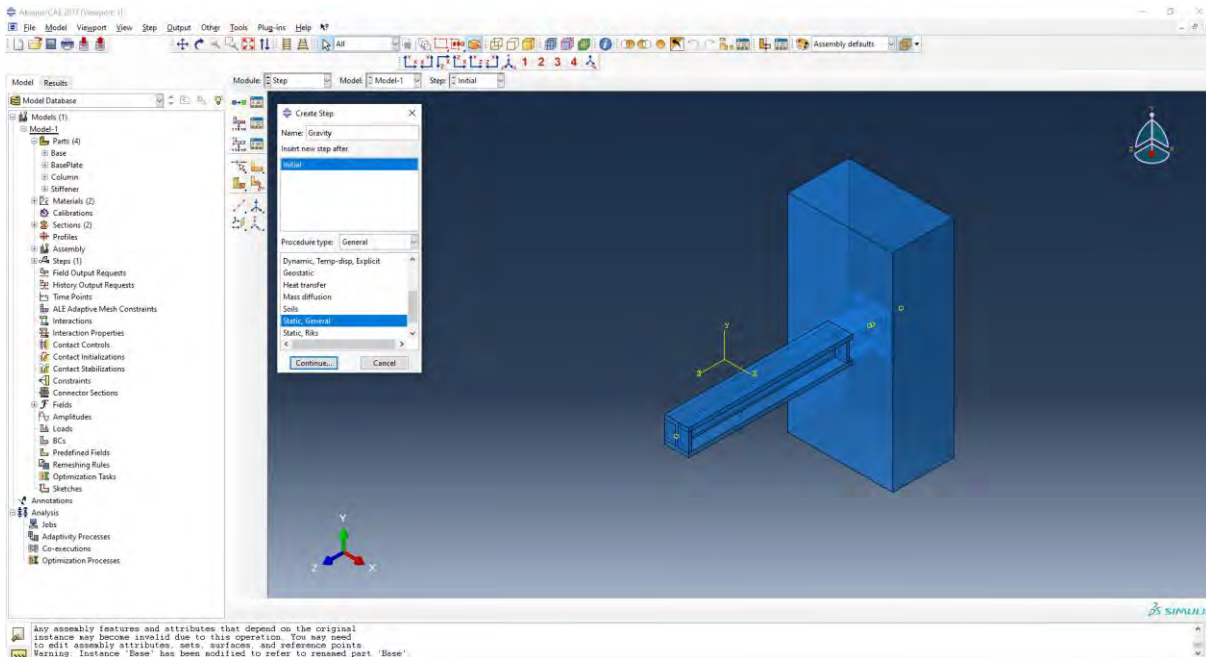 Abaqus/CAE 2017 [Viewport: 1]
File Model Viewport View Step Output Other Tools Plug-ins Help
All
Assembly defaults
1 2 3 4
Model Results
Module: Step Model: Model-1 Step: Initial
Model Database
Models (1)
Model-1
Parts (4)
Base
BasePlate
Column
Stiffener
Materials (2)
Calibrations
Sections (2)
Profiles
Assembly
Steps (1)
Field Output Requests
History Output Requests
Time Points
ALE Adaptive Mesh Constraints
Interactions
Interaction Properties
Contact Controls
Contact Initializations
Contact Stabilizations
Constraints
Connector Sections
Fields
Amplitudes
Loads
BCs
Predefined Fields
Remeshing Rules
Optimization Tasks
Sketches
Annotations
Analysis
Jobs
Adaptivity Processes
Co-executions
Optimization Processes
Create Step
Name: Gravity
Insert new step after
Initial
Procedure type: General
Dynamic, Temp-disp, Explicit
Geostatic
Heat transfer
Mass diffusion
Soils
Static, General
Static, Riks
Continue... Cancel
Y
Z X
Y
Z X
Y
Z X
SIMULI
Any assembly features and attributes that depend on the original
instance may become invalid due to this operation. You may need
to edit assembly attributes, sets, surfaces, and reference points.
Warning: Instance 'Base' has been modified to refer to renamed part 'Base'.